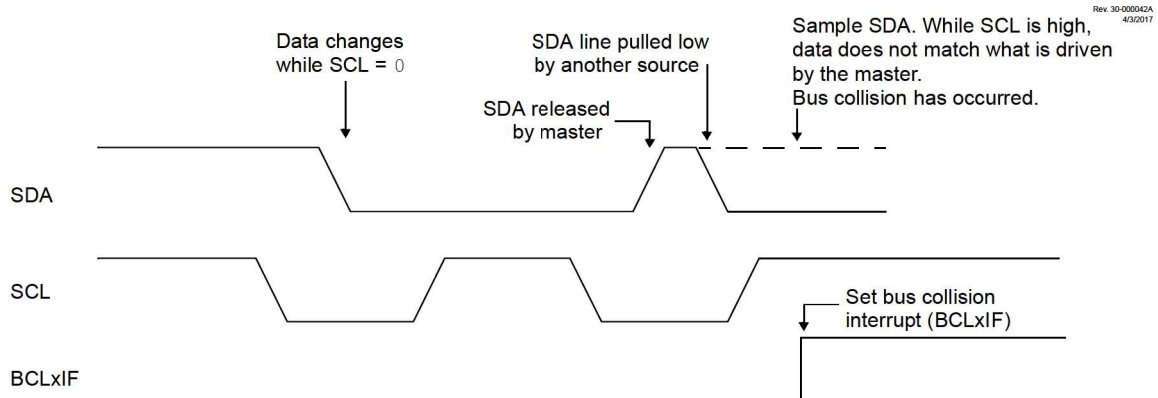 Rev. 30-000042A
4/3/2017
Data changes
while SCL = 0
SDA line pulled low
by another source
SDA released
by master
Sample SDA. While SCL is high,
data does not match what is driven
by the master.
Bus collision has occurred.
SDA
SCL
Set bus collision
interrupt (BCLxIF)
BCLxIF